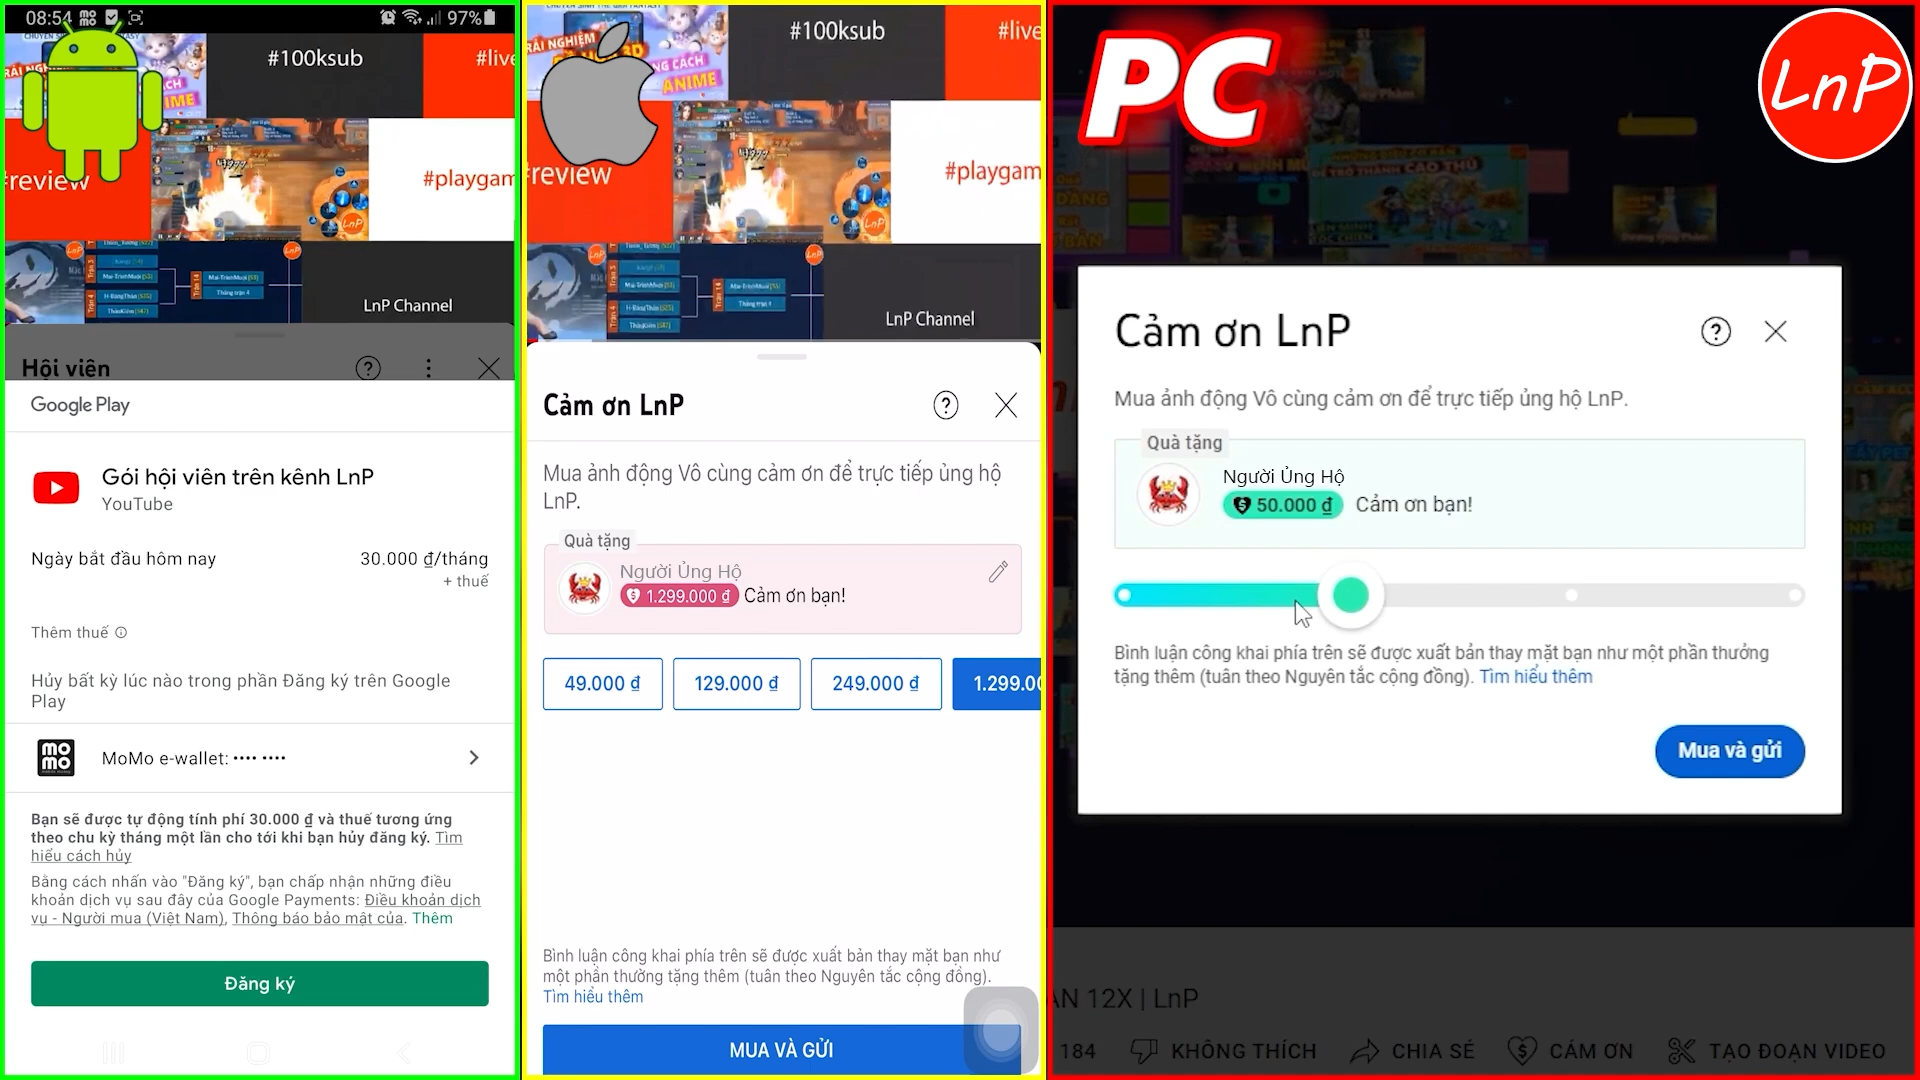 08:54
97%
#100ksub
#live
ANIME
#review
#playgam
LnP
LnP Channel
Hội viên
Google Play
Gói hội viên trên kênh LnP
YouTube
Ngày bắt đầu hôm nay
30.000 ₫/tháng
+ thuế
Thêm thuế
Hủy bất kỳ lúc nào trong phần Đăng ký trên Google
Play
mo
mo
MoMo e-wallet: •••• ••••
Bạn sẽ được tự động tính phí 30.000 ₫ và thuế tương ứng
theo chu kỳ tháng một lần cho tới khi bạn hủy đăng ký. Tìm
hiểu cách hủy
Bằng cách nhấn vào "Đăng ký", bạn chấp nhận những điều
khoản dịch vụ sau đây của Google Payments: Điều khoản dịch
vụ - Người mua (Việt Nam), Thông báo bảo mật của. Thêm
Đăng ký
#100ksub
#live
NG CÁCH
ANIME
review
#playgam
LnP
LnP Channel
Cảm ơn LnP
Mua ảnh động Vô cùng cảm ơn để trực tiếp ủng hộ
LnP.
Quà tặng
Người Ủng Hộ
1.299.000 ₫ Cảm ơn bạn!
49.000 ₫
129.000 ₫
249.000 ₫
1.299.00
Bình luận công khai phía trên sẽ được xuất bản thay mặt bạn như
một phần thưởng tặng thêm (tuân theo Nguyên tắc cộng đồng).
Tìm hiểu thêm
MUA VÀ GỬI
PC
LnP
Cảm ơn LnP
Mua ảnh động Vô cùng cảm ơn để trực tiếp ủng hộ LnP.
Quà tặng
Người Ủng Hộ
50.000 ₫ Cảm ơn bạn!
Bình luận công khai phía trên sẽ được xuất bản thay mặt bạn như một phần thưởng
tặng thêm (tuân theo Nguyên tắc cộng đồng). Tìm hiểu thêm
Mua và gửi
ÀN 12X | LnP
184
KHÔNG THÍCH
CHIA SẺ
CẢM ƠN
TẠO ĐOẠN VIDEO